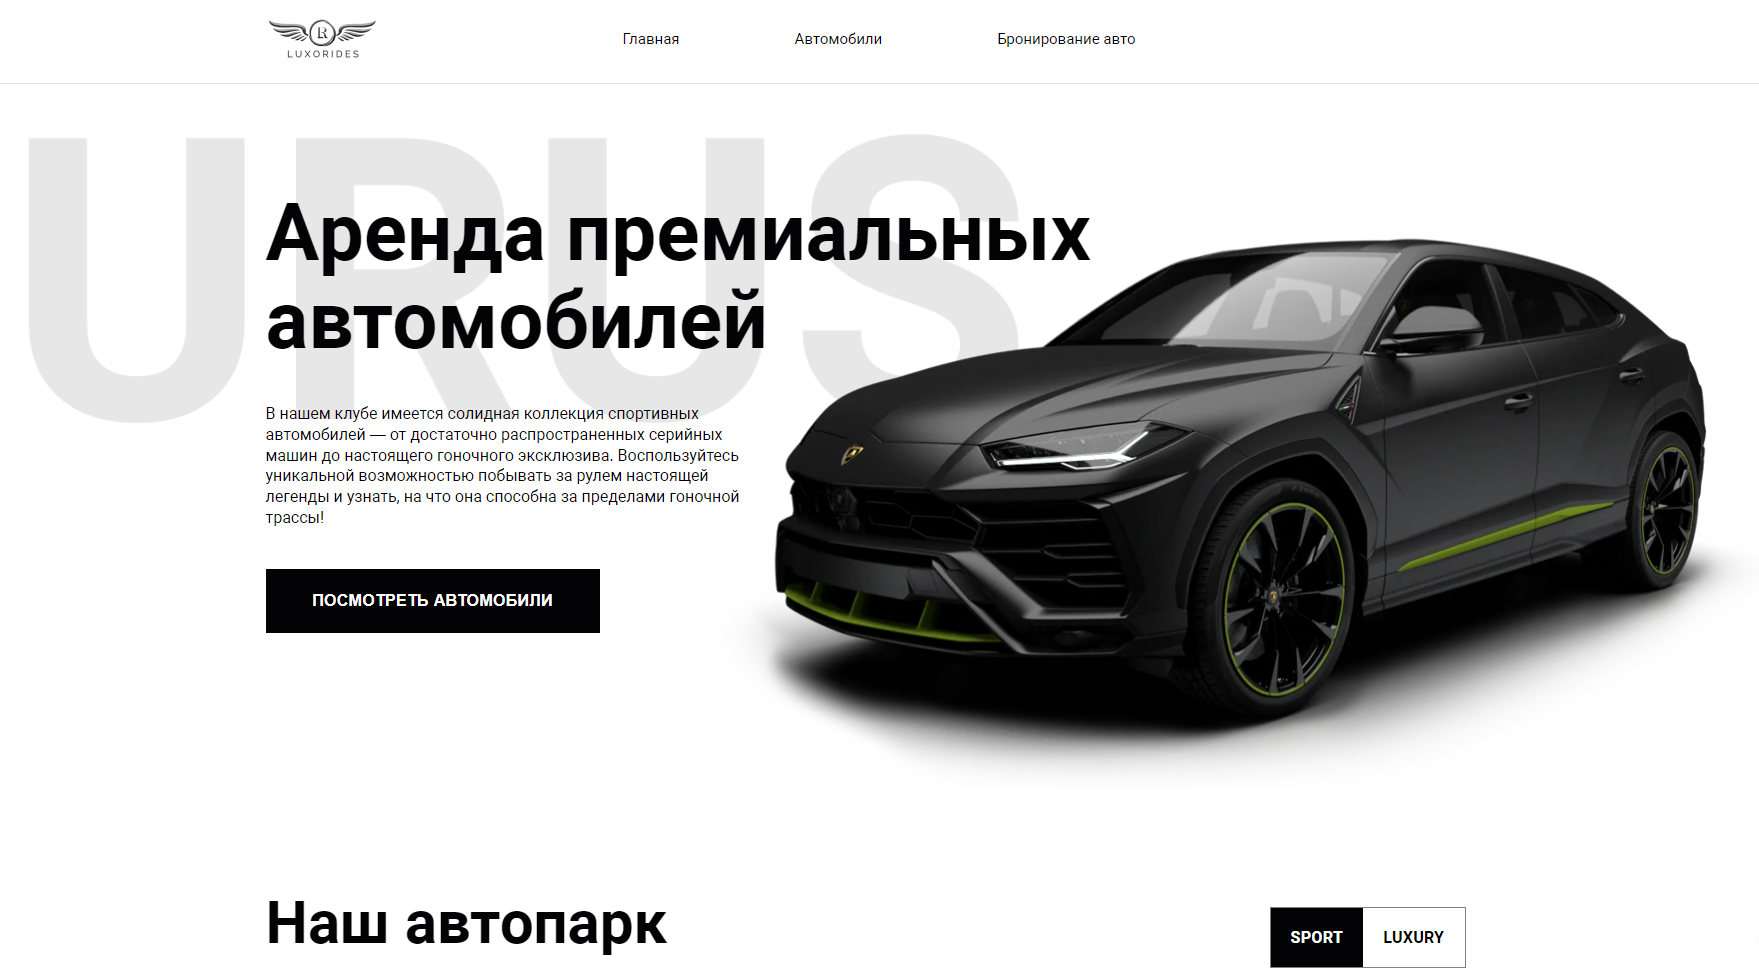 LR
LUXORIDES
Главная
Автомобили
Бронирование авто
URUS
Аренда премиальных
автомобилей
В нашем клубе имеется солидная коллекция спортивных
автомобилей — от достаточно распространенных серийных
машин до настоящего гоночного эксклюзива. Воспользуйтесь
уникальной возможностью побывать за рулем настоящей
легенды и узнать, на что она способна за пределами гоночной
трассы!
ПОСМОТРЕТЬ АВТОМОБИЛИ
Наш автопарк
SPORT
LUXURY